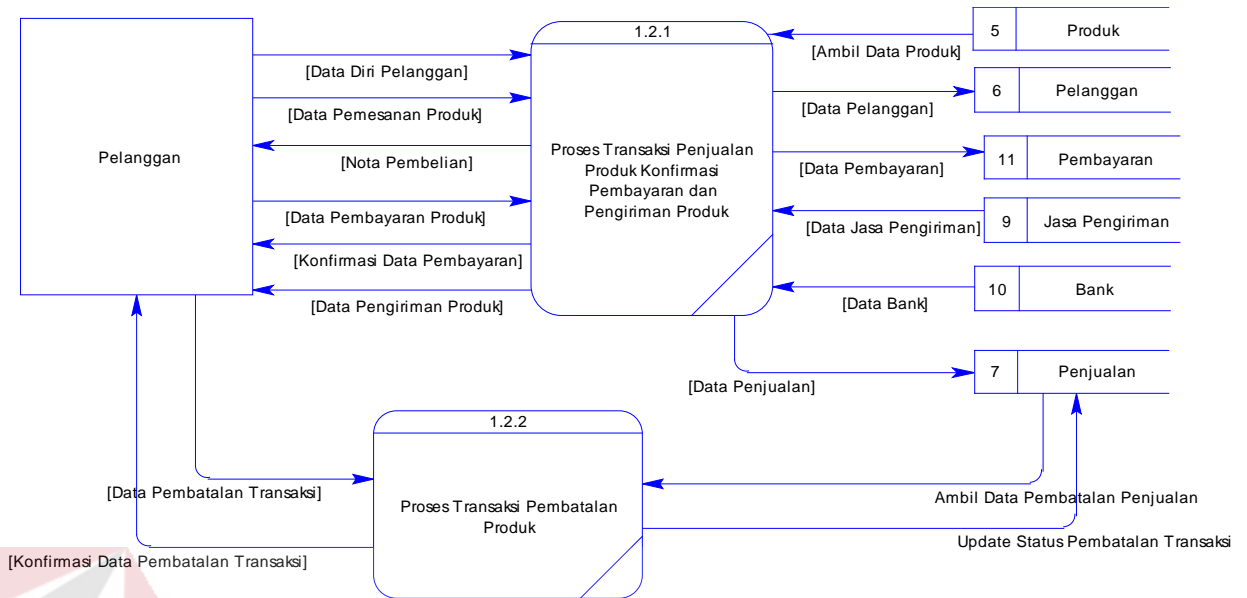 1.2.1
5 Produk
[Ambil Data Produk]
[Data Diri Pelanggan]
6 Pelanggan
[Data Pelanggan]
[Data Pemesanan Produk]
Pelanggan
[Nota Pembelian]
Proses Transaksi Penjualan
Produk Konfirmasi
Pembayaran dan
Pengiriman Produk
11 Pembayaran
[Data Pembayaran]
[Data Pembayaran Produk]
9 Jasa Pengiriman
[Data Jasa Pengiriman]
[Konfirmasi Data Pembayaran]
10 Bank
[Data Bank]
[Data Pengiriman Produk]
7 Penjualan
[Data Penjualan]
1.2.2
[Data Pembatalan Transaksi]
Proses Transaksi Pembatalan
Produk
Ambil Data Pembatalan Penjualan
Update Status Pembatalan Transaksi
[Konfirmasi Data Pembatalan Transaksi]